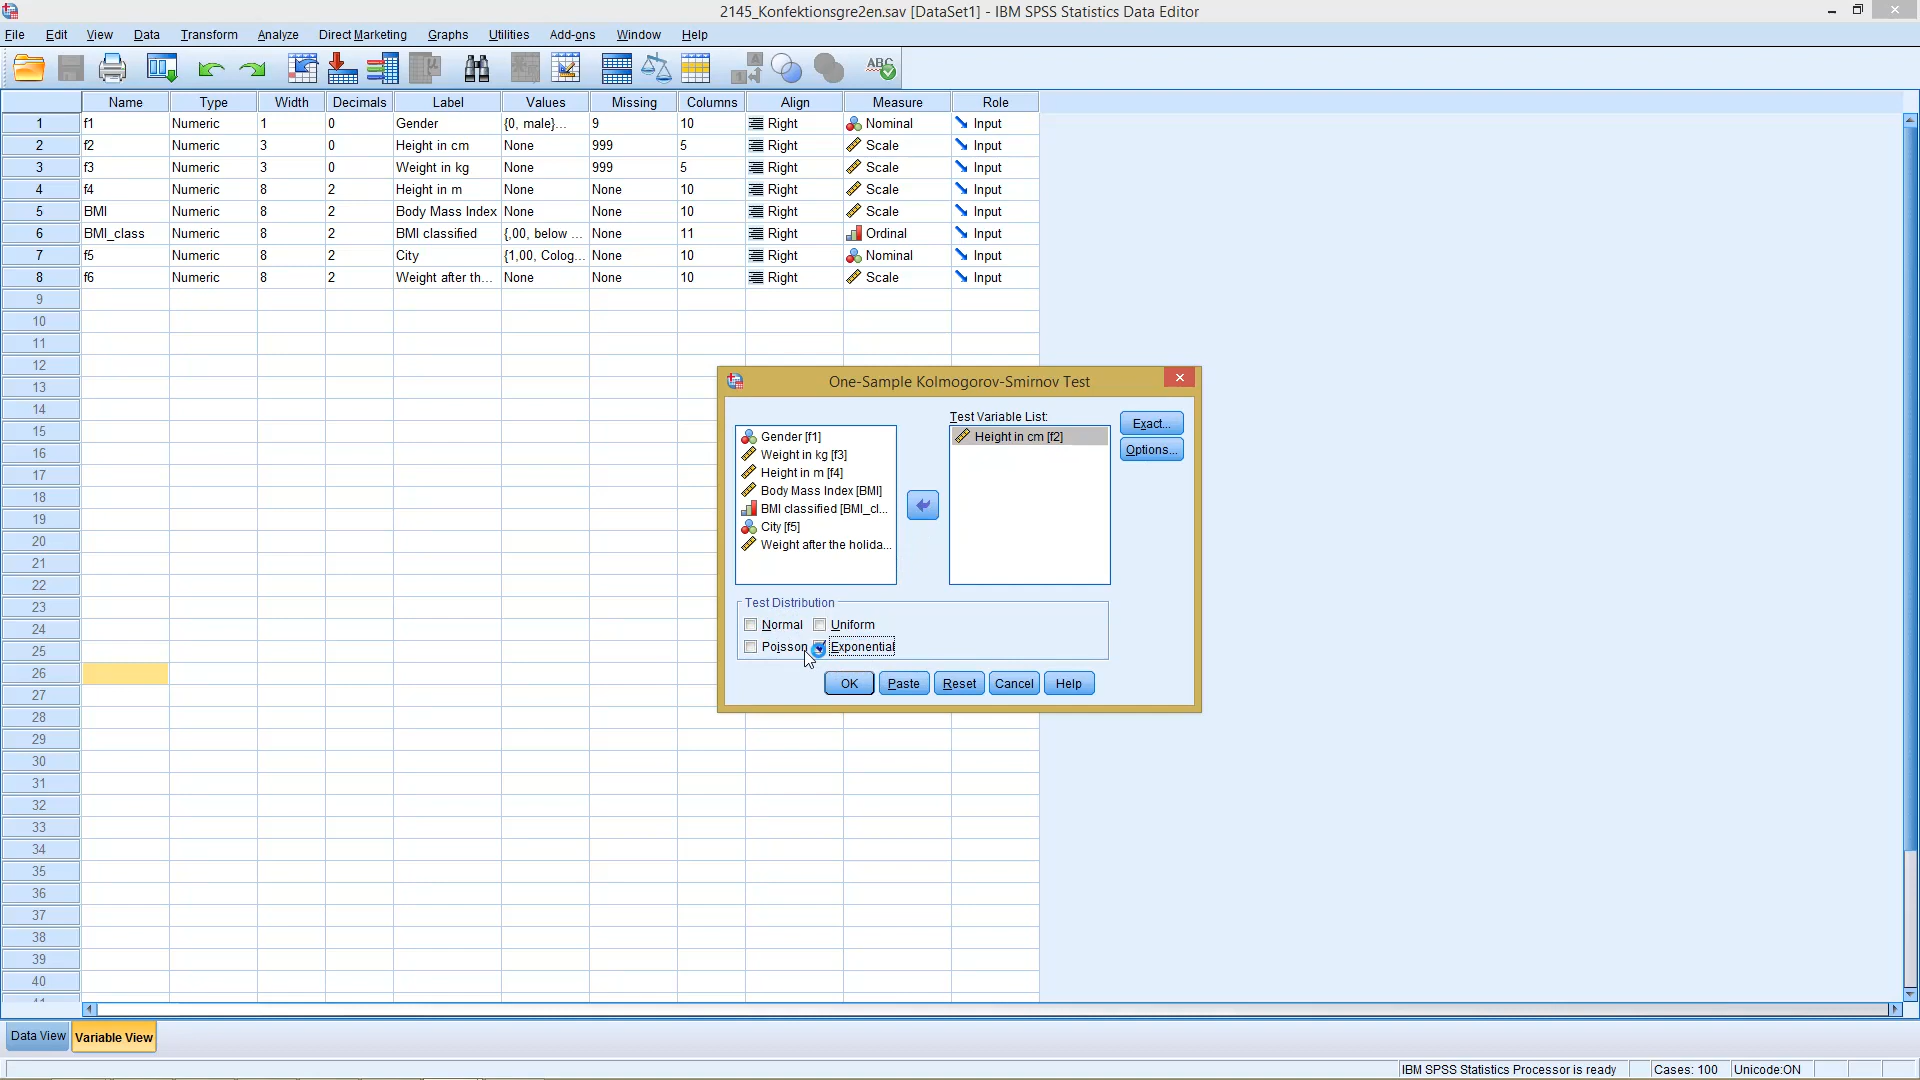 2145_Konfektionsgre2en.sav [DataSet1] - IBM SPSS Statistics Data Editor
File Edit View Data Transform Analyze Direct Marketing Graphs Utilities Add-ons Window Help
Name Type Width Decimals Label Values Missing Columns Align Measure Role
1 f1 Numeric 1 0 Gender {0, male}... 9 10 Right Nominal Input
2 f2 Numeric 3 0 Height in cm None 999 5 Right Scale Input
3 f3 Numeric 3 0 Weight in kg None 999 5 Right Scale Input
4 f4 Numeric 8 2 Height in m None None 10 Right Scale Input
5 BMI Numeric 8 2 Body Mass Index None None 10 Right Scale Input
6 BMI_class Numeric 8 2 BMI classified {,00, below ... None 11 Right Ordinal Input
7 f5 Numeric 8 2 City {1,00, Colog... None 10 Right Nominal Input
8 f6 Numeric 8 2 Weight after th... None None 10 Right Scale Input
9
10
11
12
13
14
15
16
17
18
19
20
21
22
23
24
25
26
27
28
29
30
31
32
33
34
35
36
37
38
39
40
One-Sample Kolmogorov-Smirnov Test
Test Variable List:
Gender [f1]
Weight in kg [f3]
Height in m [f4]
Body Mass Index [BMI]
BMI classified [BMI_cl...
City [f5]
Weight after the holida...
Height in cm [f2]
Exact...
Options...
Test Distribution
Normal Uniform
Poisson Exponential
OK Paste Reset Cancel Help
Data View Variable View
IBM SPSS Statistics Processor is ready Cases: 100 Unicode:ON